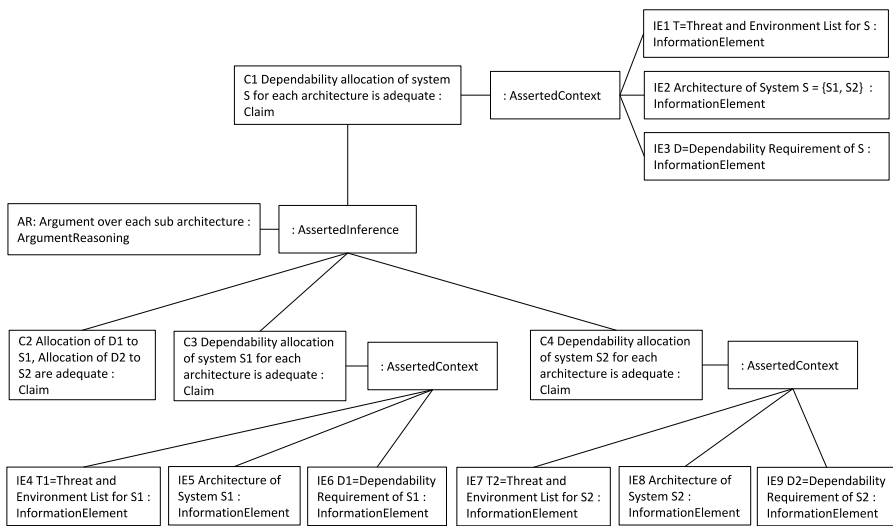 IE1 T=Threat and Environment List for S :
InformationElement
C1 Dependability allocation of system
S for each architecture is adequate :
Claim
: AssertedContext
IE2 Architecture of System S = {S1, S2} :
InformationElement
IE3 D=Dependability Requirement of S :
InformationElement
AR: Argument over each sub architecture :
ArgumentReasoning
: AssertedInference
C2 Allocation of D1 to
S1, Allocation of D2 to
S2 are adequate :
Claim
C3 Dependability allocation
of system S1 for each
architecture is adequate :
Claim
: AssertedContext
C4 Dependability allocation
of system S2 for each
architecture is adequate :
Claim
: AssertedContext
IE4 T1=Threat and
Environment List for S1 :
InformationElement
IE5 Architecture of
System S1 :
InformationElement
IE6 D1=Dependability
Requirement of S1 :
InformationElement
IE7 T2=Threat and
Environment List for S2 :
InformationElement
IE8 Architecture of
System S2 :
InformationElement
IE9 D2=Dependability
Requirement of S2 :
InformationElement